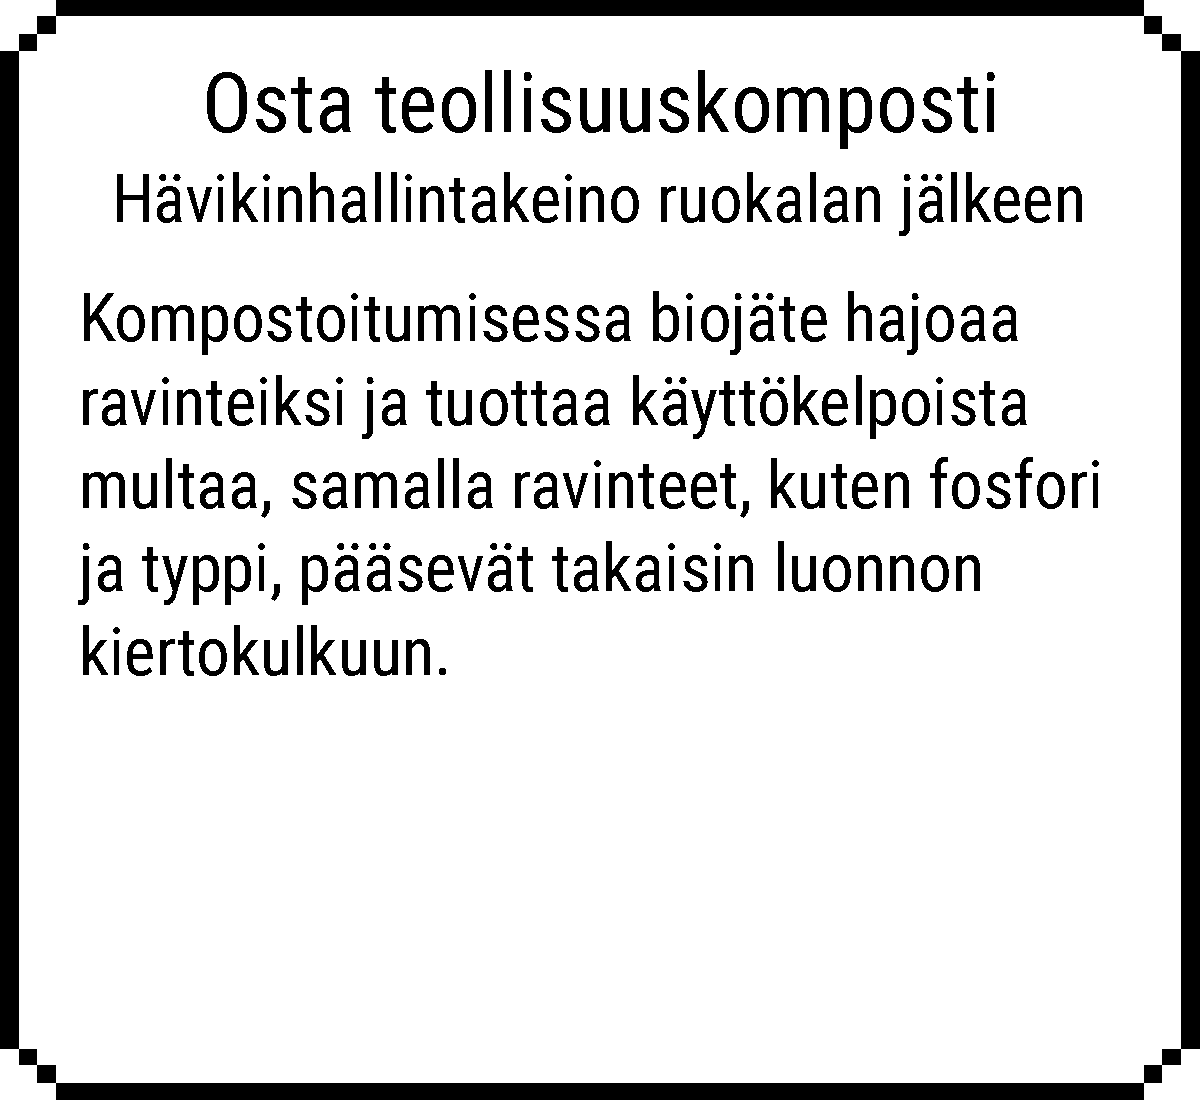 Osta teollisuuskomposti
Hävikinhallintakeino ruokalan jälkeen
Kompostoitumisessa biojäte hajoaa
ravinteiksi ja tuottaa käyttökelpoista
multaa, samalla ravinteet, kuten fosfori
ja typpi, pääsevät takaisin luonnon
kiertokulkuun.